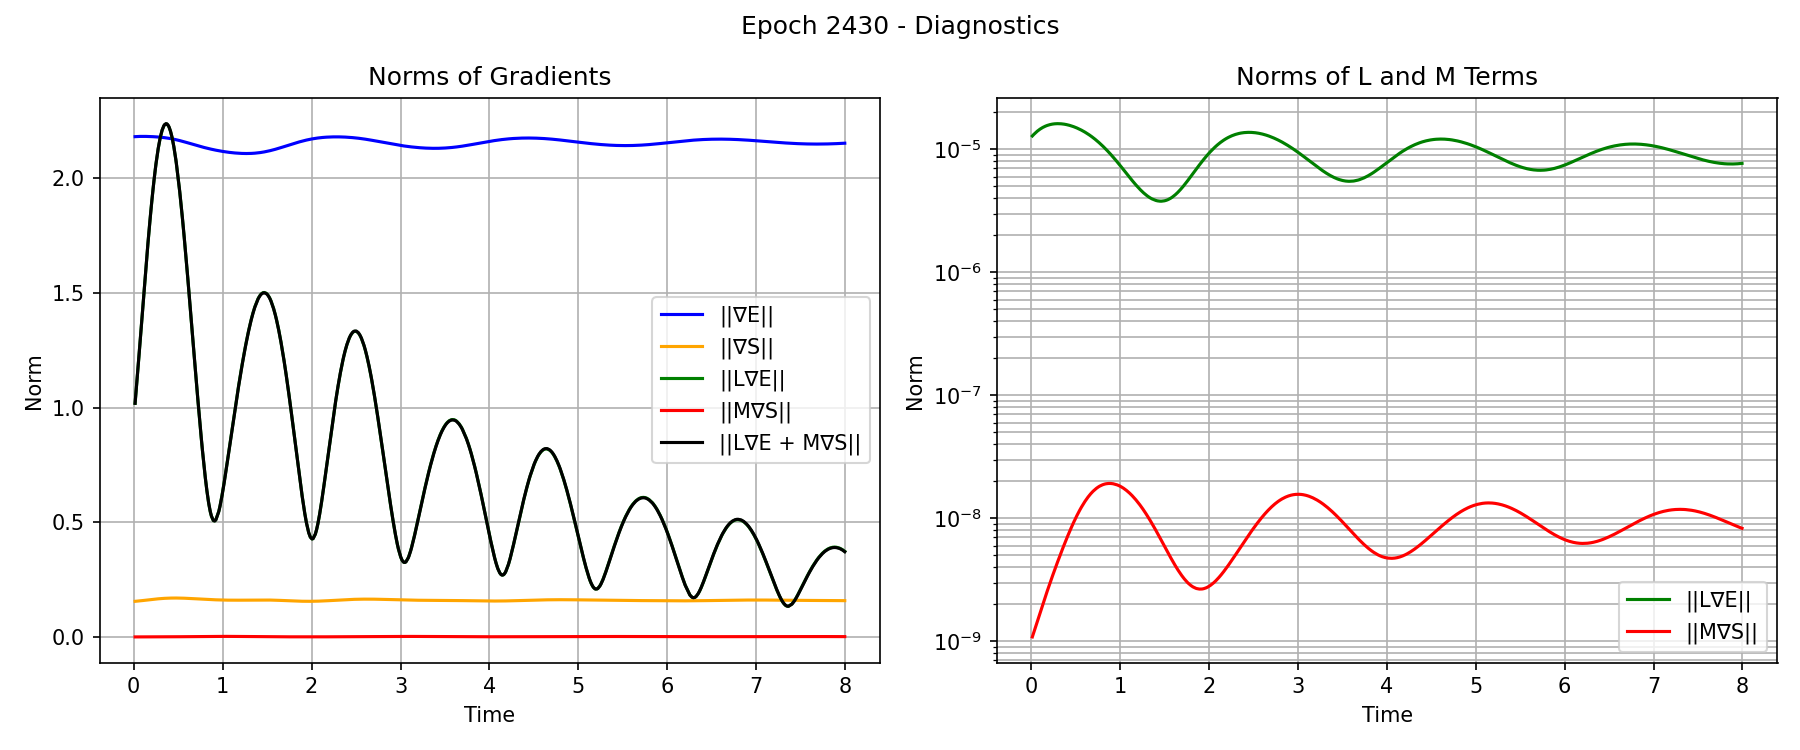 Epoch 2430 - Diagnostics
Norms of Gradients
Norm
2.0
1.5
1.0
0.5
0.0
||∇E||
||∇S||
||L∇E||
||M∇S||
||L∇E + M∇S||
0 1 2 3 4 5 6 7 8
Time
Norms of L and M Terms
Norm
10⁻⁵
10⁻⁶
10⁻⁷
10⁻⁸
10⁻⁹
||L∇E||
||M∇S||
0 1 2 3 4 5 6 7 8
Time